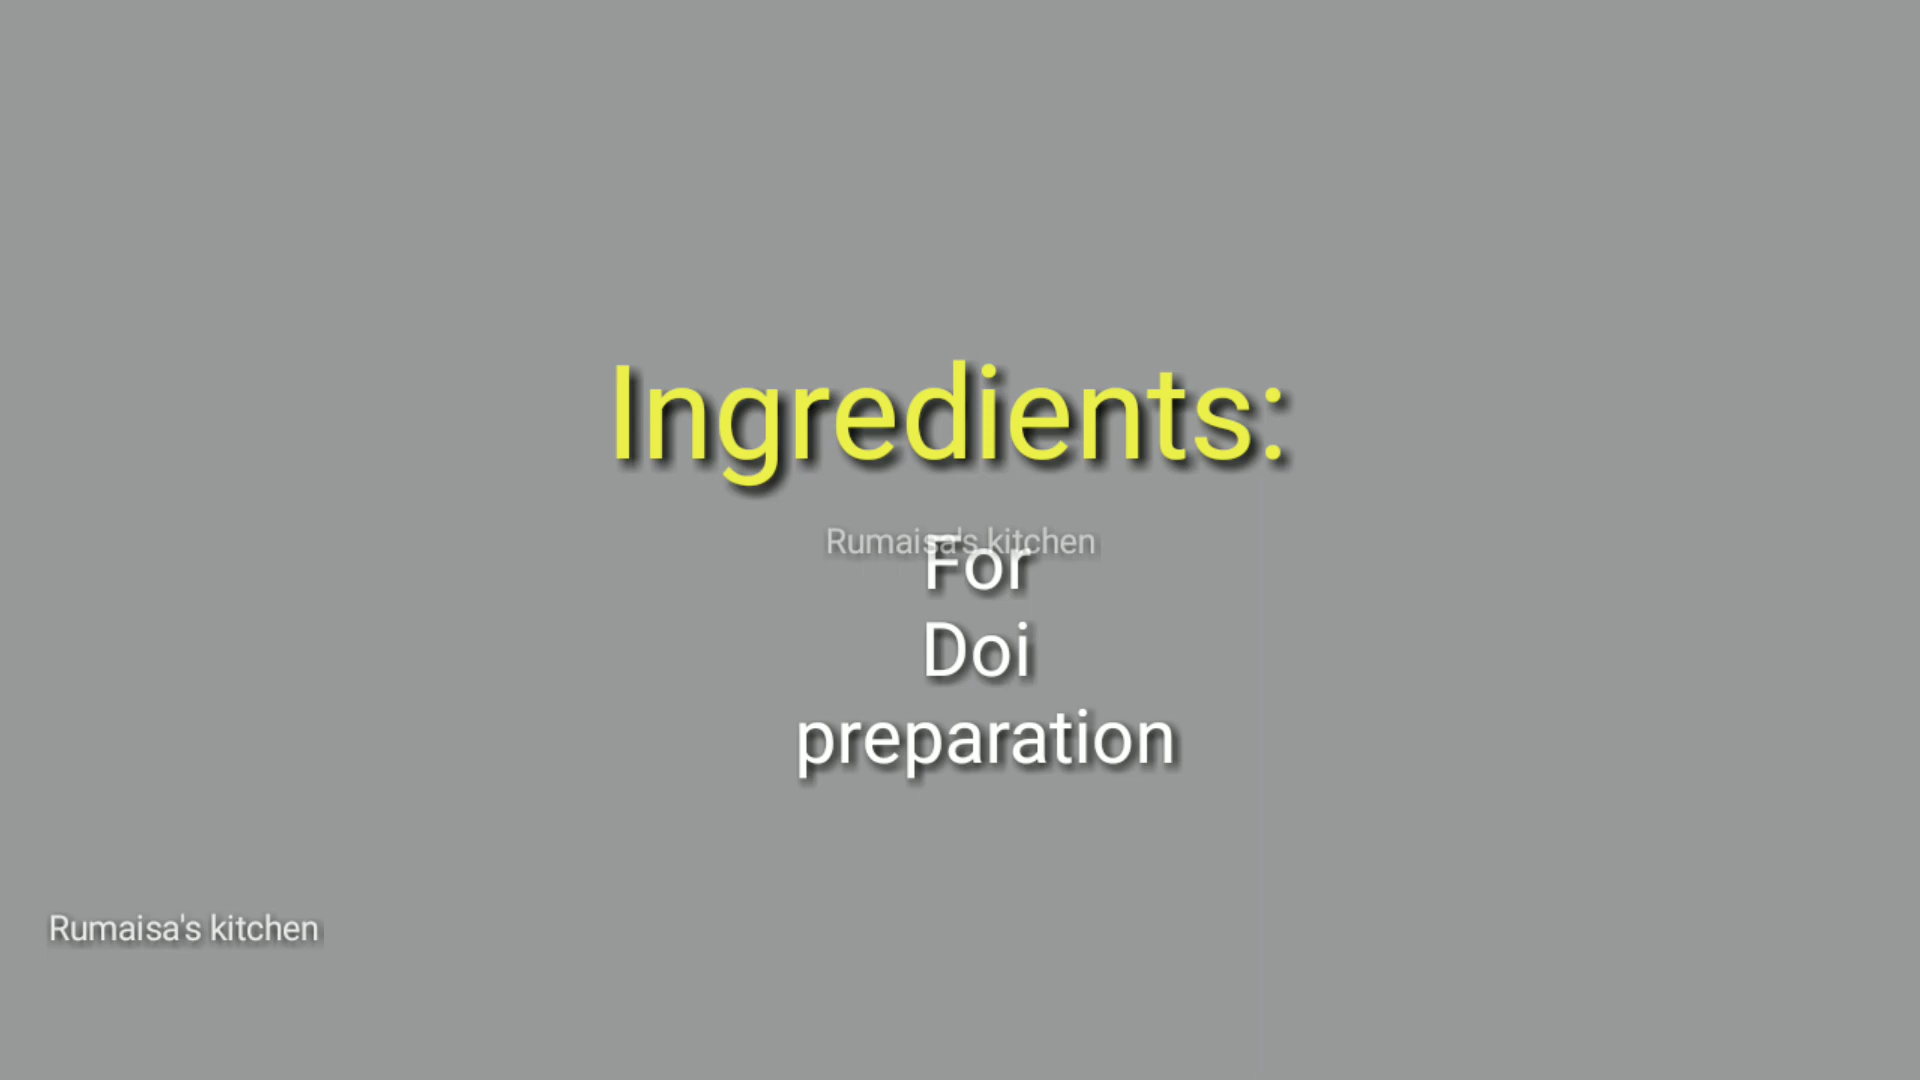 Ingredients:
Rumaisa's kitchen
For
Doi
preparation
Rumaisa's kitchen